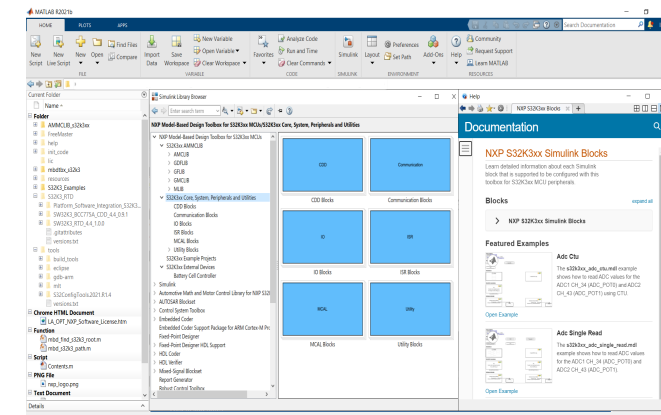 MATLAB R2021b
HOME PLOTS APPS
Search Documentation
New Script
New Live Script
New
Open
Find Files
Compare
Import Data
Save Workspace
New Variable
Open Variable
Clear Workspace
Favorites
Analyze Code
Run and Time
Clear Commands
Simulink
Layout
Preferences
Set Path
Add-Ons
Help
Community
Request Support
Learn MATLAB
FILE VARIABLE CODE SIMULINK ENVIRONMENT RESOURCES
Current Folder
Name
Folder
AMMCLIB_s32k3xx
FreeMaster
help
init_code
lic
mbdtbx_s32k3
resources
S32K3_Examples
S32K3_RTD
Platform_Software_Integration_S32K3...
SW32K3_BCC775A_CDD_4.4_0.9.1
SW32K3_RTD_4.4_1.0.0
.gitattributes
versions.txt
tools
build_tools
eclipse
gdb-arm
mit
S32ConfigTools.2021.R1.4
versions.txt
Chrome HTML Document
LA_OPT_NXP_Software_License.htm
Function
mbd_find_s32k3_root.m
mbd_s32k3_path.m
Script
Contents.m
PNG File
nxp_logo.png
Text Document
Details
Simulink Library Browser
Enter search term
NXP Model-Based Design Toolbox for S32K3xx MCUs/S32K3xx Core, System, Peripherals and Utilities
NXP Model-Based Design Toolbox for S32K3xx MCUs
S32K3xx AMMCLIB
AMCLIB
GDFLIB
GFLIB
GMCLIB
MLIB
S32K3xx Core, System, Peripherals and Utilities
CDD Blocks
Communication Blocks
IO Blocks
ISR Blocks
MCAL Blocks
Utility Blocks
S32K3xx Example Projects
S32K3xx External Devices
Battery Cell Controller
Simulink
Automotive Math and Motor Control Library for NXP S32
AUTOSAR Blockset
Control System Toolbox
Embedded Coder
Embedded Coder Support Package for ARM Cortex-M Pro
Fixed-Point Designer
Fixed-Point Designer HDL Support
HDL Coder
HDL Verifier
Mixed-Signal Blockset
Report Generator
Robust Control Toolbox
CDD
Communication
CDD Blocks
Communication Blocks
IO
ISR
IO Blocks
ISR Blocks
MCAL
Utility
MCAL Blocks
Utility Blocks
Help
NXP S32K3xx Blocks
Documentation
NXP S32K3xx Simulink Blocks
Learn detailed information about each Simulink
block that is supported to be configured with this
toolbox for S32K3xx MCU peripherals
Blocks
expand all
NXP S32K3xx Simulink Blocks
Featured Examples
Adc Ctu
The s32k3xx_adc_ctu.mdl example
shows how to read ADC values for the
ADC1 CH_34 (ADC_POT0) and ADC2
CH_43 (ADC_POT1) using CTU.
Open Example
Adc Single Read
The s32k3xx_adc_single_read.mdl
example shows how to read ADC values
for the ADC1 CH_34 (ADC_POT0) and
ADC2 CH_43 (ADC_POT1).
Open Example